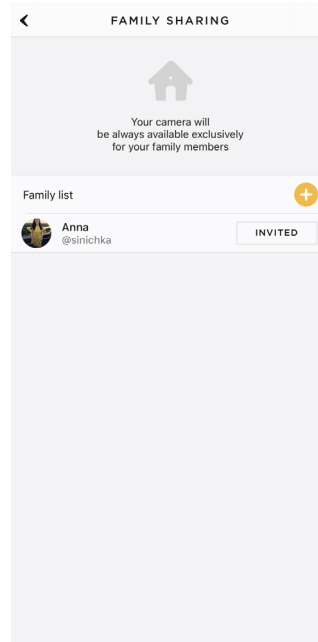 FAMILY SHARING
Your camera will
be always available exclusively
for your family members
Family list
Anna
@sinichka
INVITED